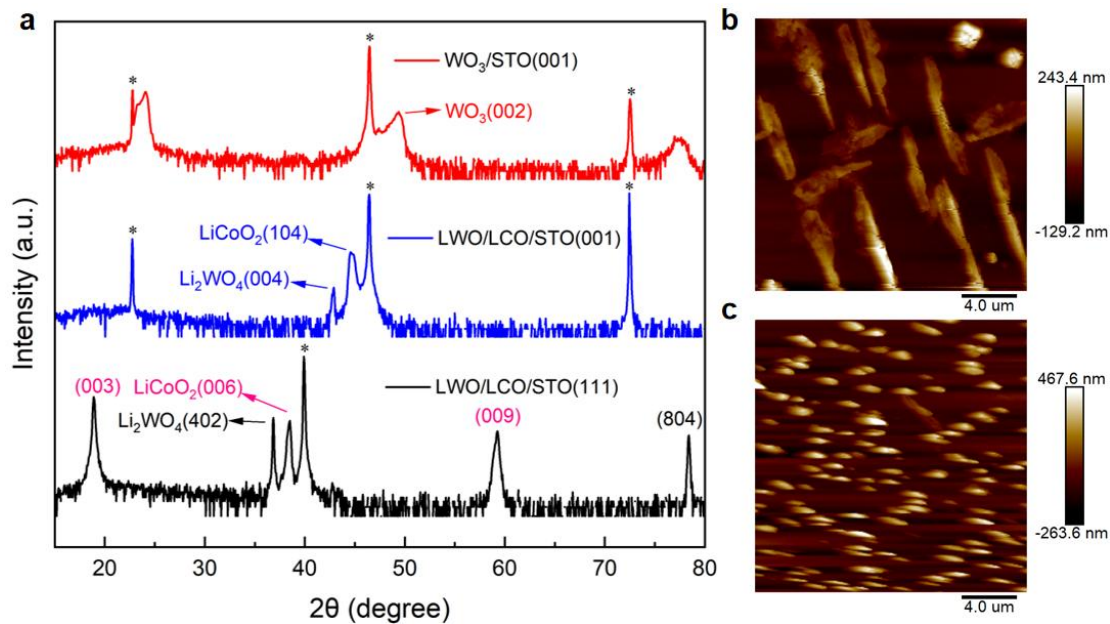 a
*
*
*
WO₃/STO(001)
WO₃(002)
*
*
*
LiCoO₂(104)
LWO/LCO/STO(001)
Li₂WO₄(004)
*
(003)
LiCoO₂(006)
LWO/LCO/STO(111)
Li₂WO₄(402)
(009)
(804)
Intensity (a.u.)
20 30 40 50 60 70 80
2θ (degree)
b
243.4 nm
-129.2 nm
4.0 um
c
467.6 nm
-263.6 nm
4.0 um